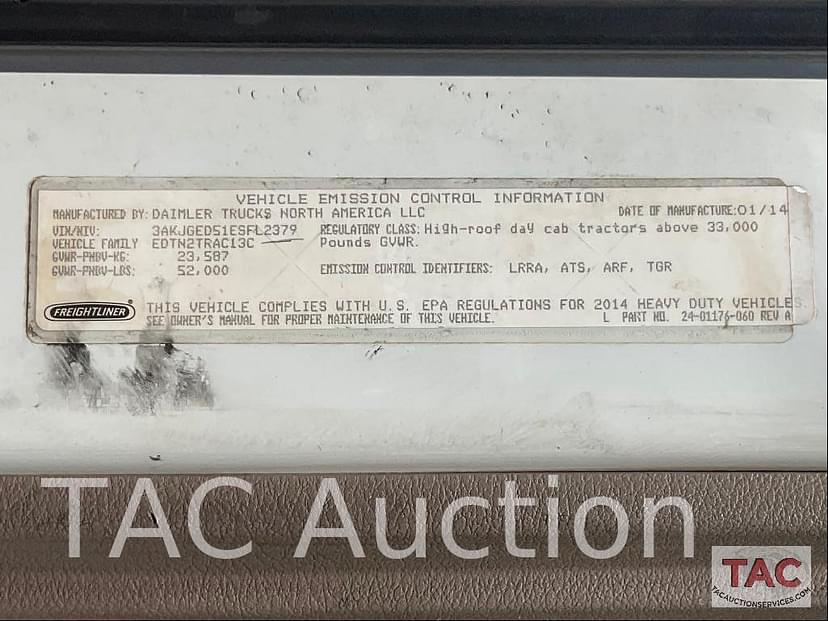 VEHICLE EMISSION CONTROL INFORMATION
MANUFACTURED BY: DAIMLER TRUCKS NORTH AMERICA LLC DATE OF MANUFACTURE: 01/14
VIN/NIV: 3AKJGED51ESFL2379 REGULATORY CLASS: High-roof day cab tractors above 33,000
VEHICLE FAMILY EDTN2TRAC13C Pounds GVWR.
GVWR-PNBV-KG: 23,587
GVWR-PNBV-LBS: 52,000 EMISSION CONTROL IDENTIFIERS: LRRA, ATS, ARF, TGR
FREIGHTLINER THIS VEHICLE COMPLIES WITH U.S. EPA REGULATIONS FOR 2014 HEAVY DUTY VEHICLES.
SEE OWNER'S MANUAL FOR PROPER MAINTENANCE OF THIS VEHICLE. L PART NO. 24-01176-060 REV A
TAC Auction
TAC
TACAUCTIONSERVICES.COM